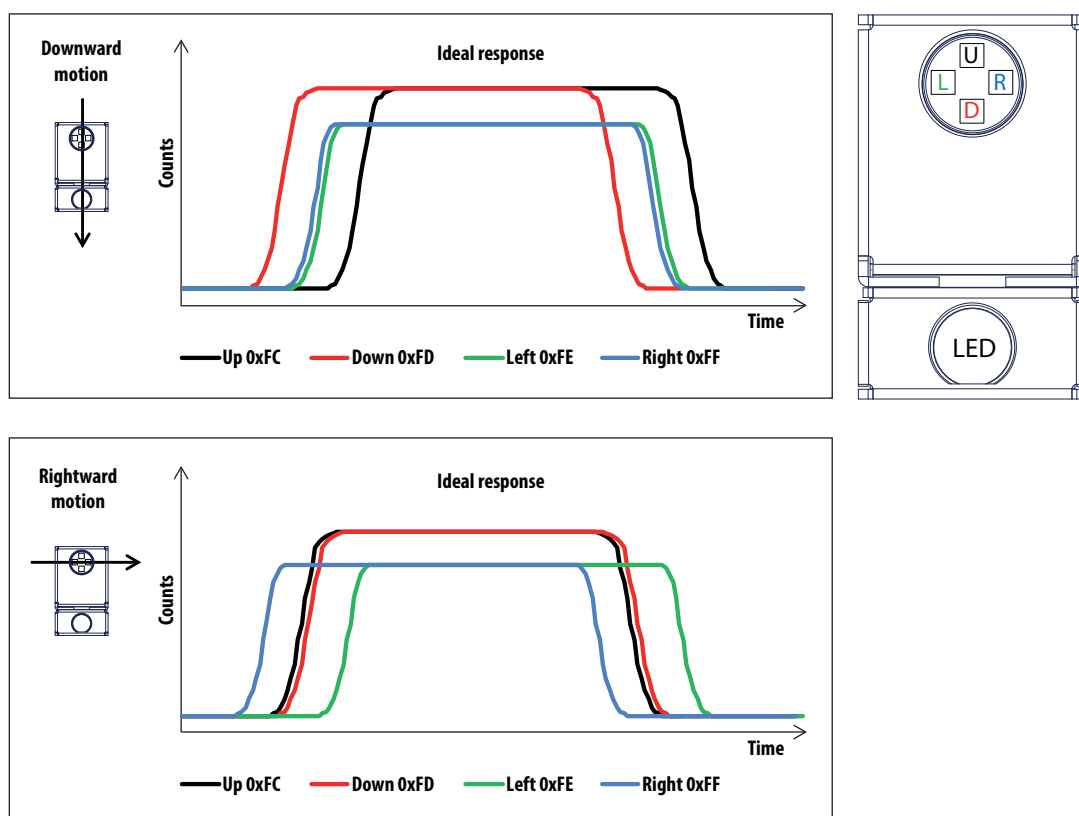 Downward
motion
Ideal response
Counts
Time
Up 0xFC Down 0xFD Left 0xFE Right 0xFF
U
L R
D
LED
Rightward
motion
Ideal response
Counts
Time
Up 0xFC Down 0xFD Left 0xFE Right 0xFF